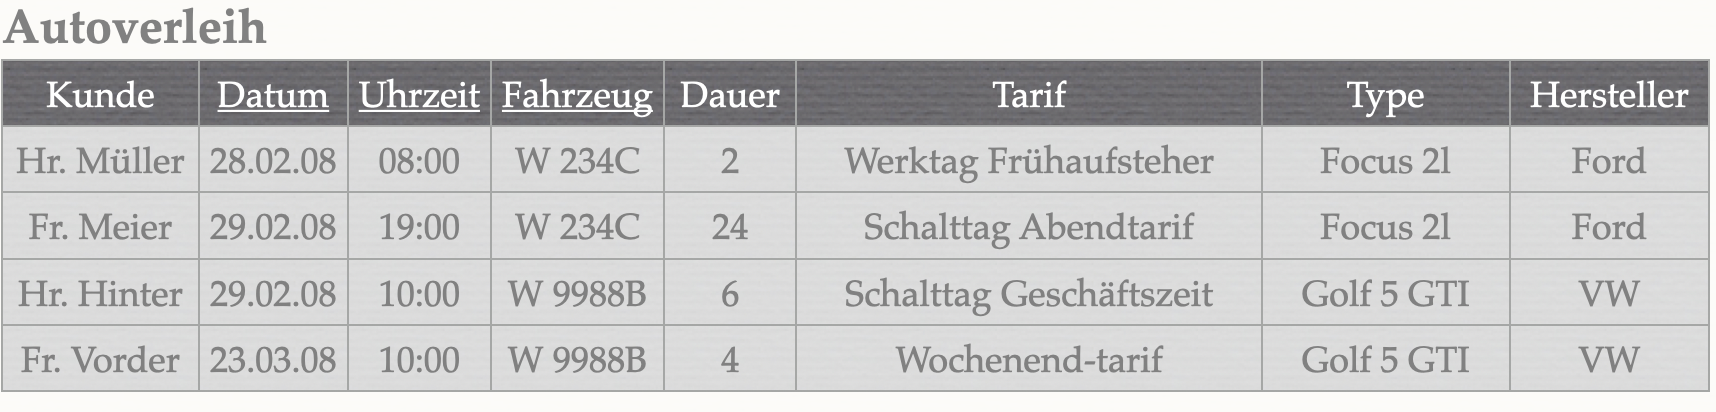 Autoverleih
Kunde Datum Uhrzeit Fahrzeug Dauer Tarif Type Hersteller
Hr. Müller 28.02.08 08:00 W 234C 2 Werktag Frühaufsteher Focus 2l Ford
Fr. Meier 29.02.08 19:00 W 234C 24 Schalttag Abendtarif Focus 2l Ford
Hr. Hinter 29.02.08 10:00 W 9988B 6 Schalttag Geschäftszeit Golf 5 GTI VW
Fr. Vorder 23.03.08 10:00 W 9988B 4 Wochenend-tarif Golf 5 GTI VW